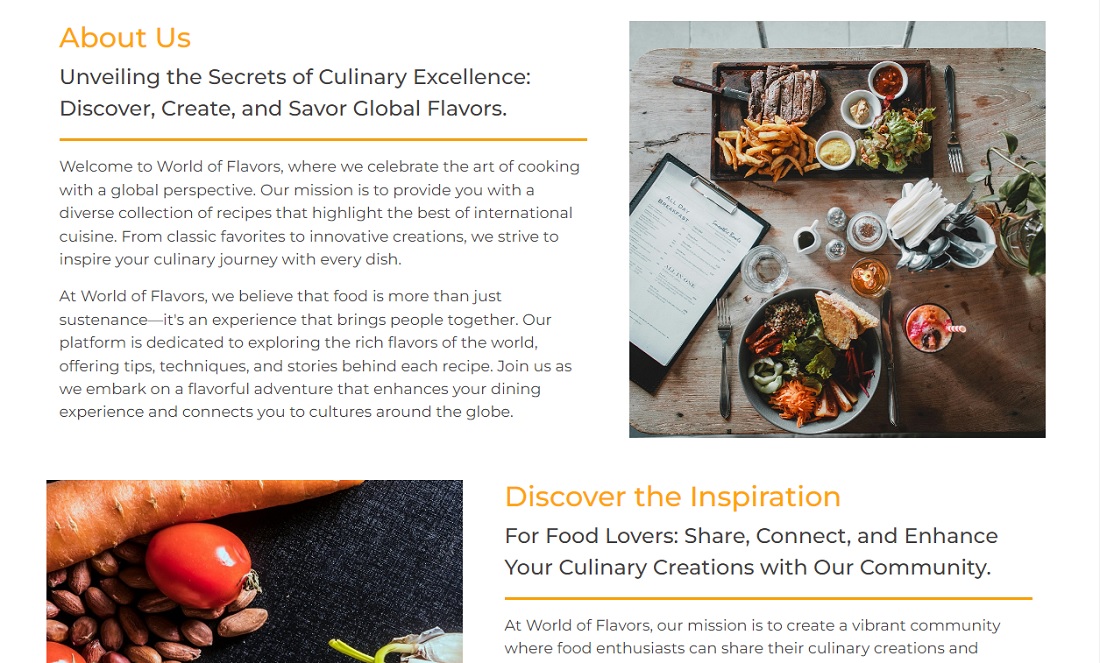 About Us
Unveiling the Secrets of Culinary Excellence:
Discover, Create, and Savor Global Flavors.
Welcome to World of Flavors, where we celebrate the art of cooking
with a global perspective. Our mission is to provide you with a
diverse collection of recipes that highlight the best of international
cuisine. From classic favorites to innovative creations, we strive to
inspire your culinary journey with every dish.
At World of Flavors, we believe that food is more than just
sustenance—it's an experience that brings people together. Our
platform is dedicated to exploring the rich flavors of the world,
offering tips, techniques, and stories behind each recipe. Join us as
we embark on a flavorful adventure that enhances your dining
experience and connects you to cultures around the globe.
ALL DAY
BREAKFAST
ALL IN ONE
Discover the Inspiration
For Food Lovers: Share, Connect, and Enhance
Your Culinary Creations with Our Community.
At World of Flavors, our mission is to create a vibrant community
where food enthusiasts can share their culinary creations and